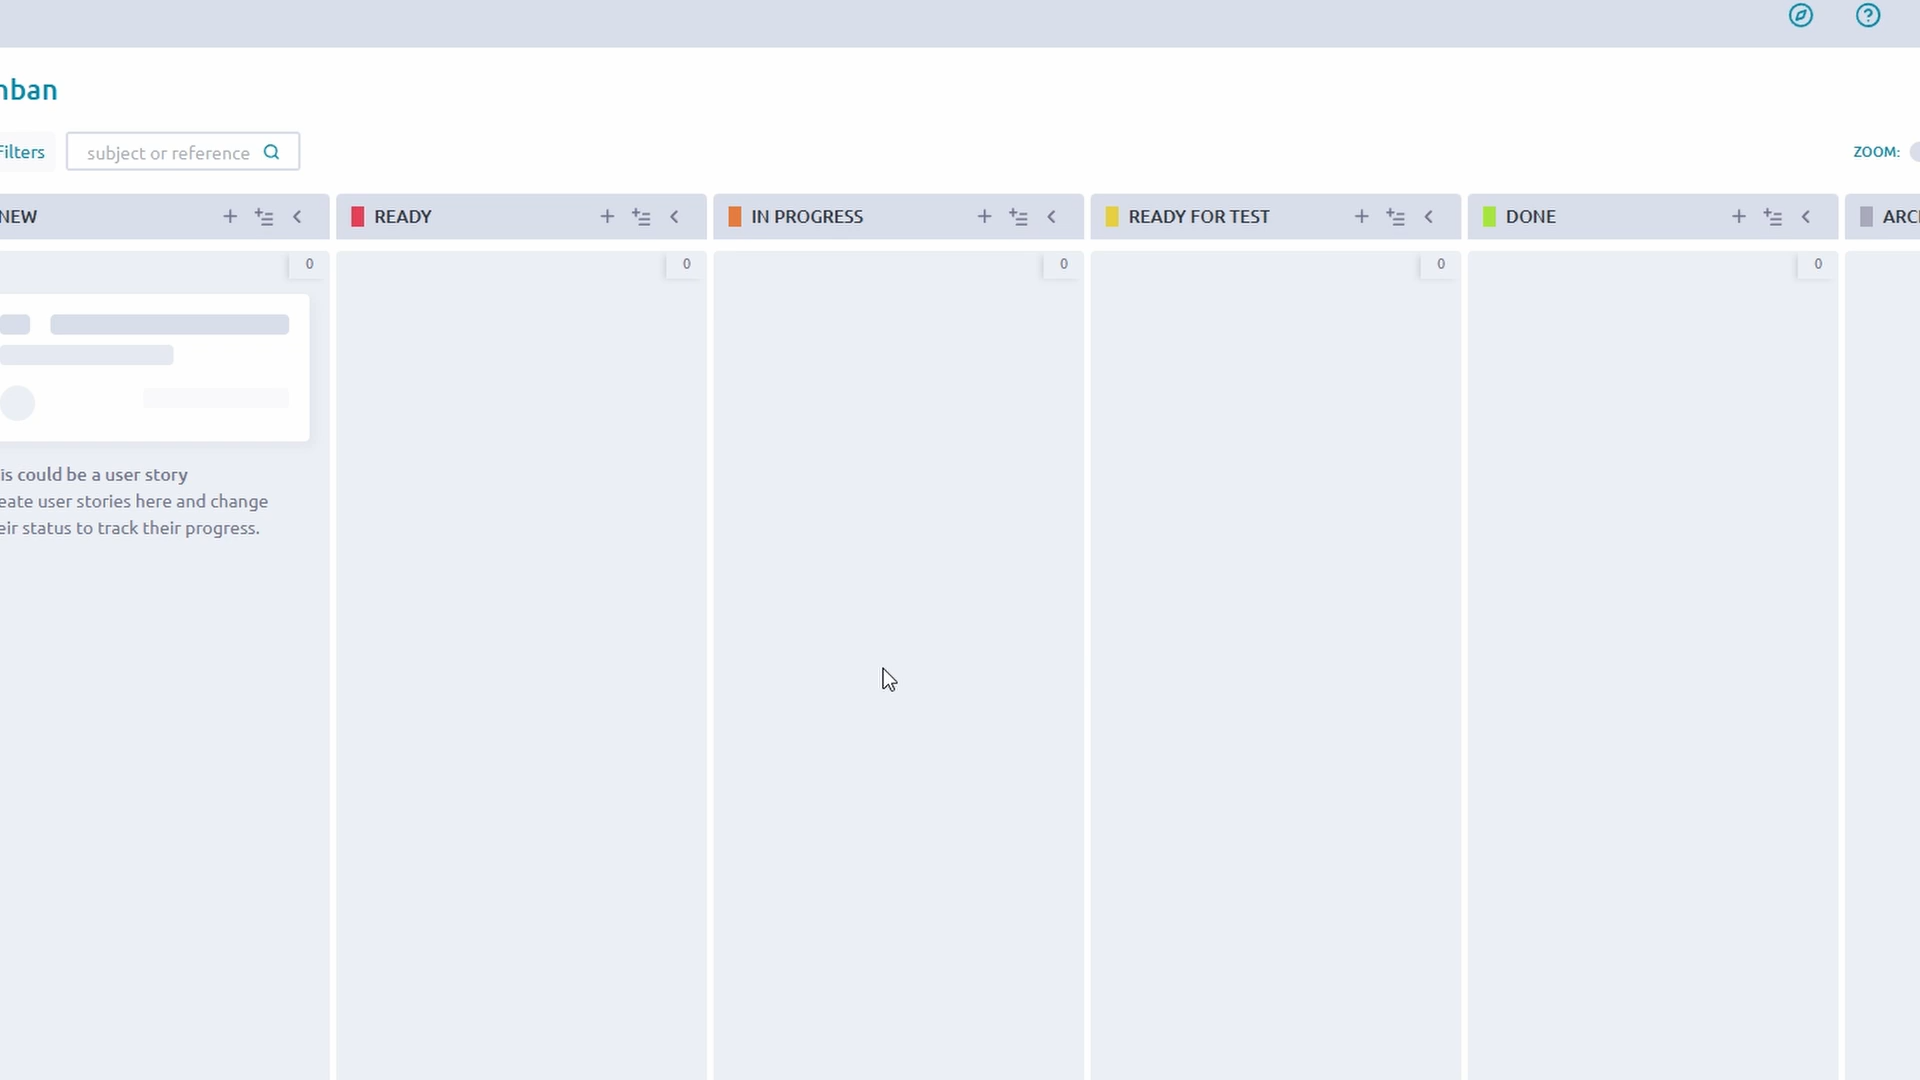 nban
Filters
subject or reference
ZOOM:
NEW
READY
IN PROGRESS
READY FOR TEST
DONE
ARCH
0
0
0
0
0
is could be a user story
eate user stories here and change
eir status to track their progress.